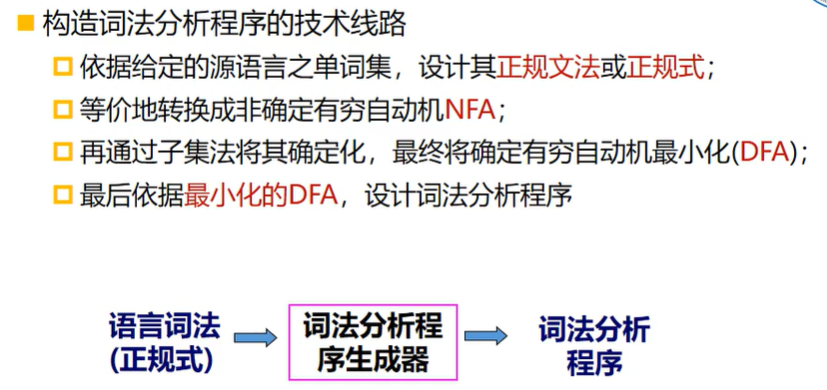 构造词法分析程序的技术线路
依据给定的源语言之单词集，设计其正规文法或正规式；
等价地转换成非确定有穷自动机NFA；
再通过子集法将其确定化，最终将确定有穷自动机最小化(DFA)；
最后依据最小化的DFA，设计词法分析程序
语言词法
(正规式)
词法分析程
序生成器
词法分析
程序